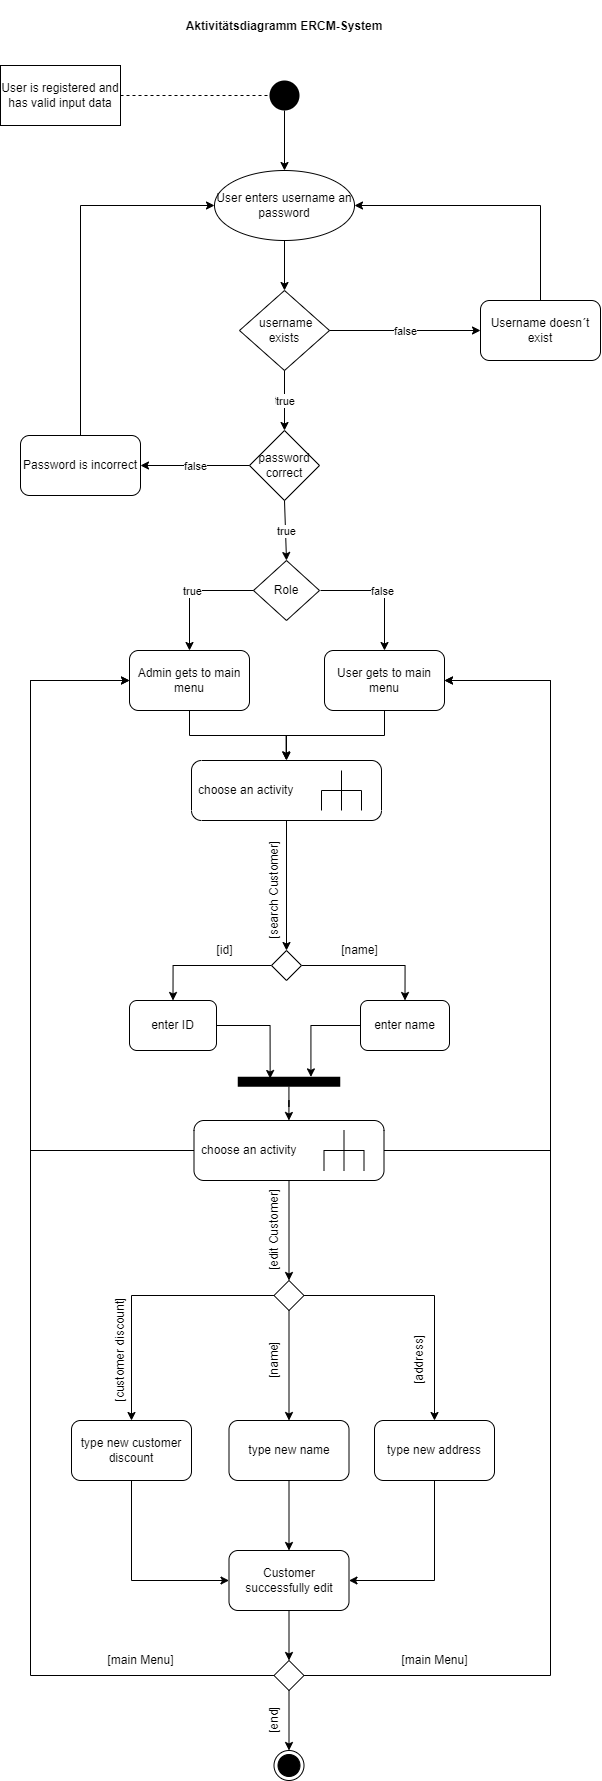 Aktivitätsdiagramm ERCM-System
User is registered and
has valid input data
User enters username an
password
username
exists
false
Username doesn´t
exist
true
password
correct
false
Password is incorrect
true
Role
true
false
Admin gets to main
menu
User gets to main
menu
choose an activity
[search Customer]
[id]
[name]
enter ID
enter name
choose an activity
[edit Customer]
[customer discount]
[name]
[address]
type new customer
discount
type new name
type new address
Customer
successfully edit
[main Menu]
[main Menu]
[end]